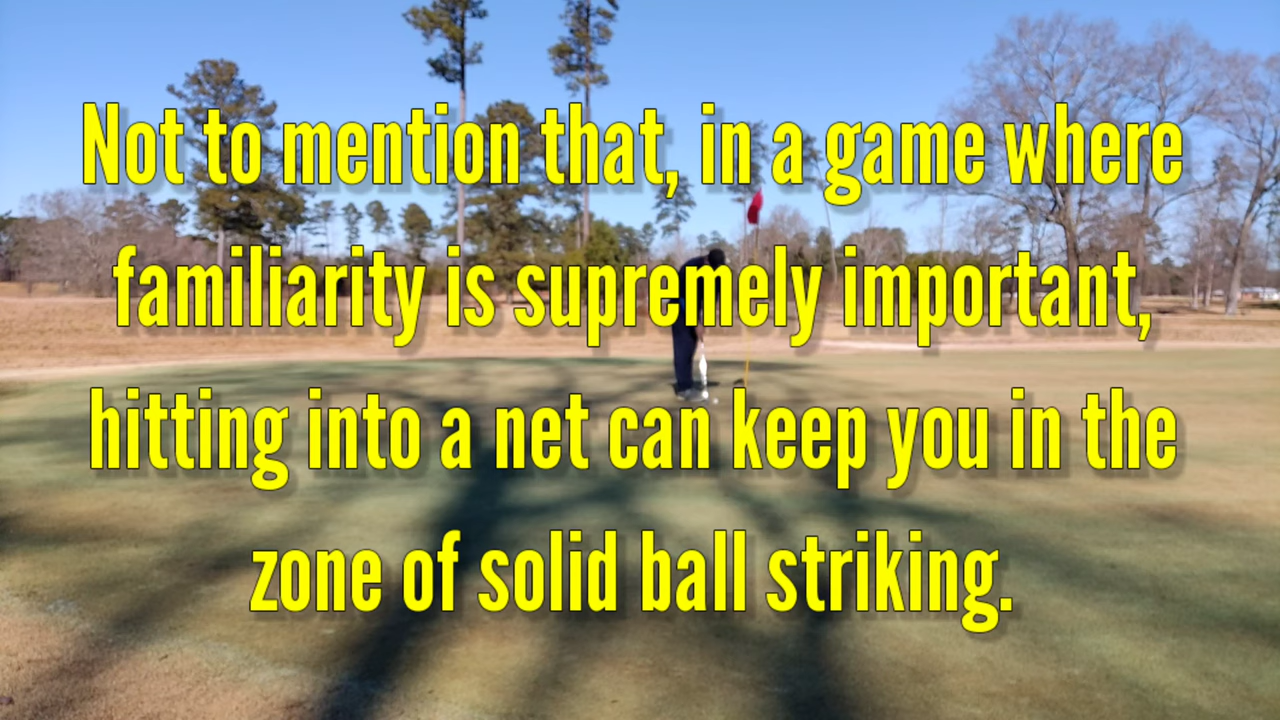 Not to mention that, in a game where
familiarity is supremely important,
hitting into a net can keep you in the
zone of solid ball striking.